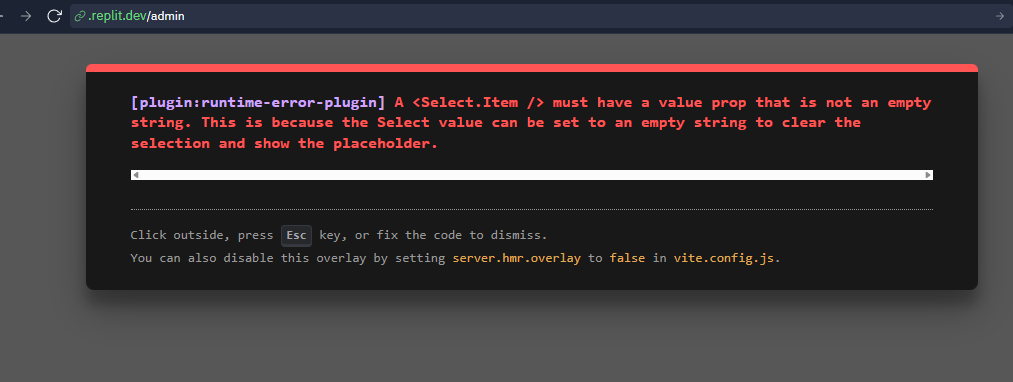 .replit.dev/admin
[plugin:runtime-error-plugin] A <Select.Item /> must have a value prop that is not an empty
string. This is because the Select value can be set to an empty string to clear the
selection and show the placeholder.
Click outside, press Esc key, or fix the code to dismiss.
You can also disable this overlay by setting server.hmr.overlay to false in vite.config.js.